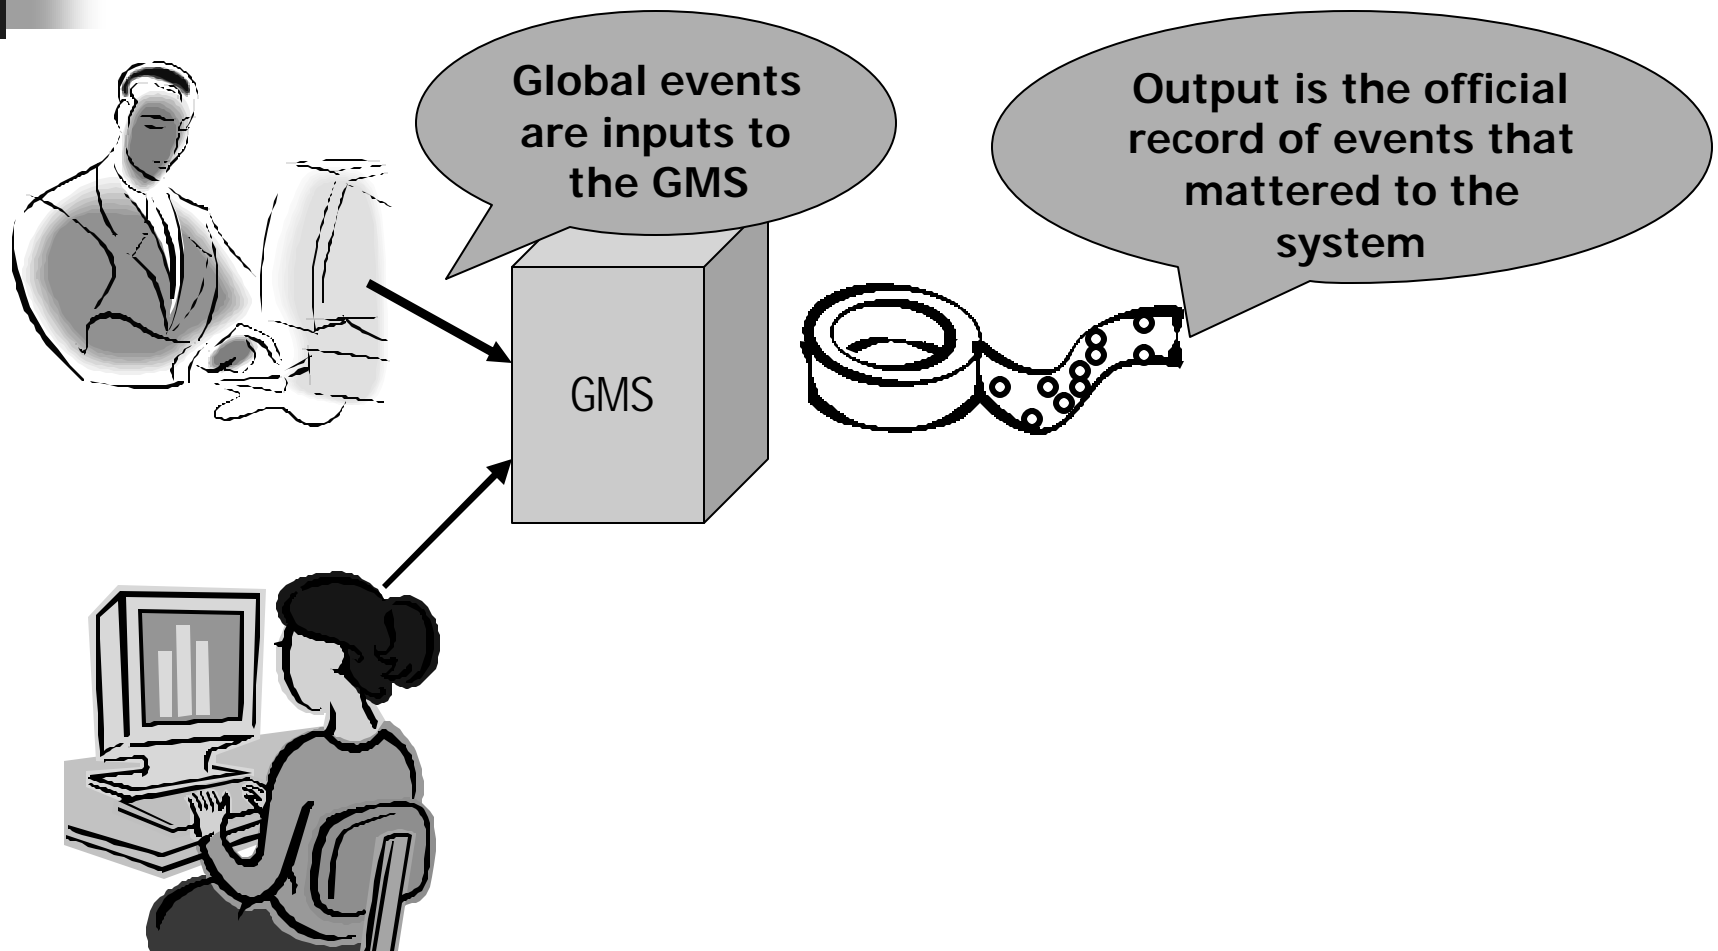 Global events
are inputs to
the GMS
Output is the official
record of events that
mattered to the
system
GMS